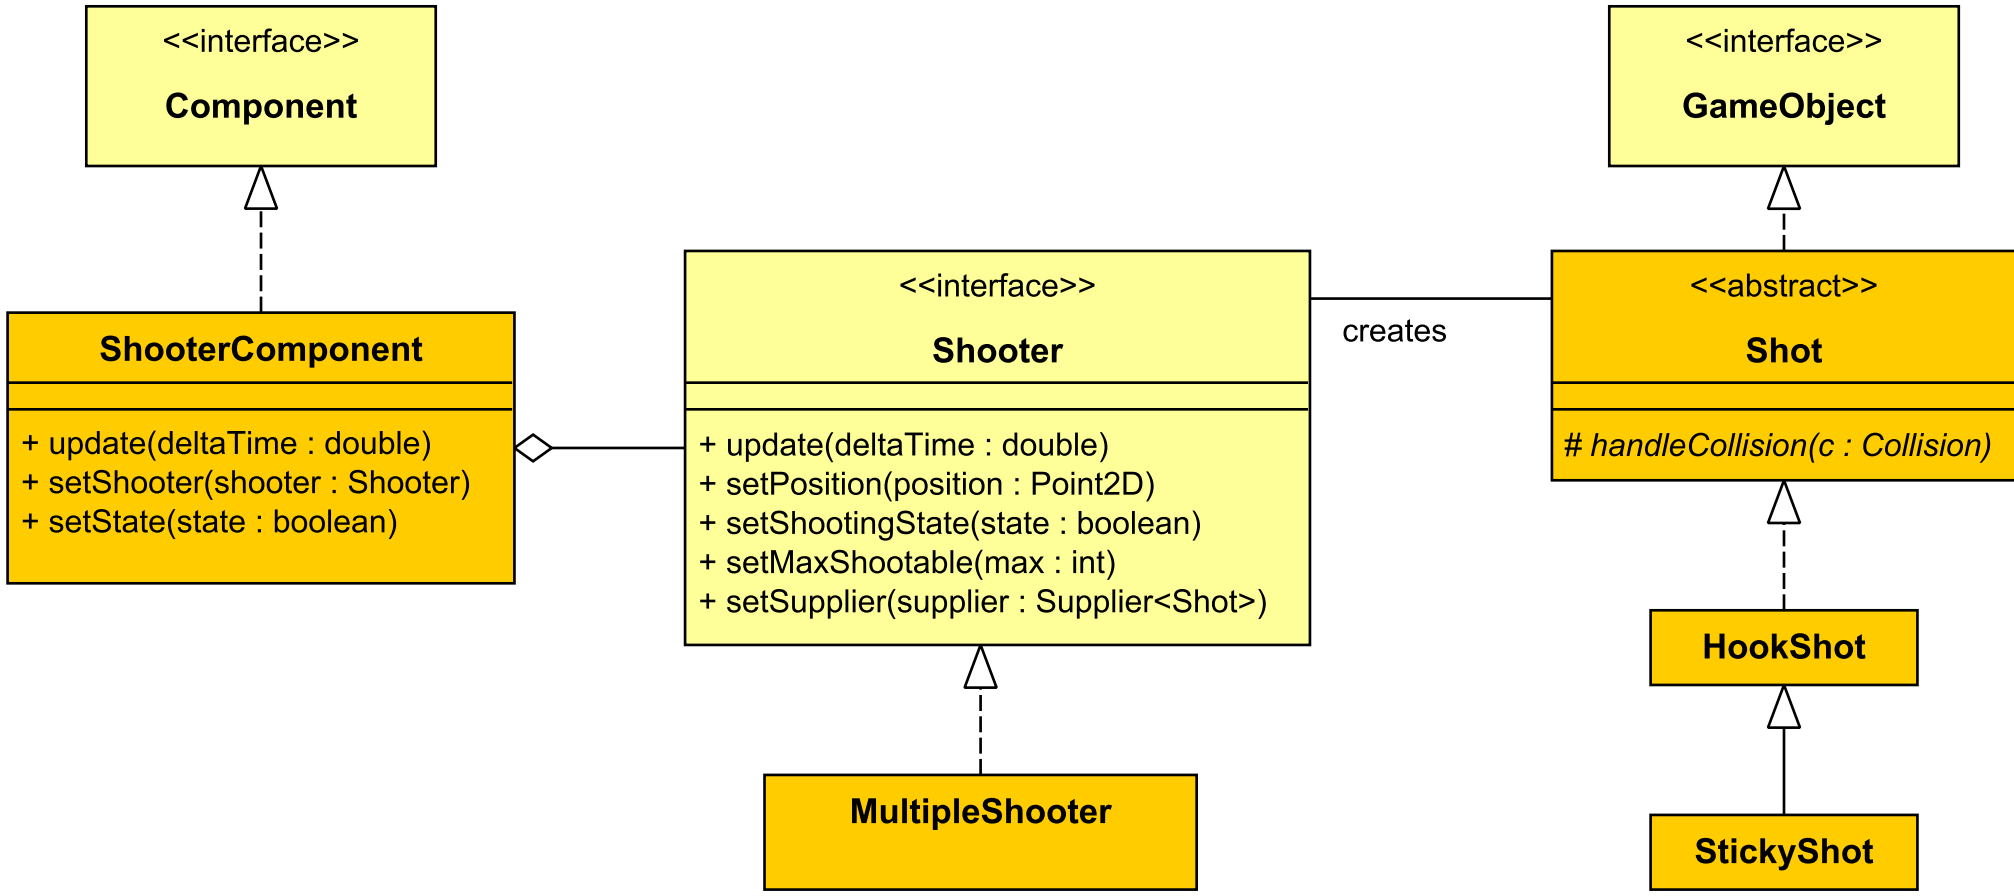 <<interface>>
Component
<<interface>>
GameObject
ShooterComponent
+ update(deltaTime : double)
+ setShooter(shooter : Shooter)
+ setState(state : boolean)
<<interface>>
Shooter
+ update(deltaTime : double)
+ setPosition(position : Point2D)
+ setShootingState(state : boolean)
+ setMaxShootable(max : int)
+ setSupplier(supplier : Supplier<Shot>)
creates
<<abstract>>
Shot
# handleCollision(c : Collision)
HookShot
MultipleShooter
StickyShot